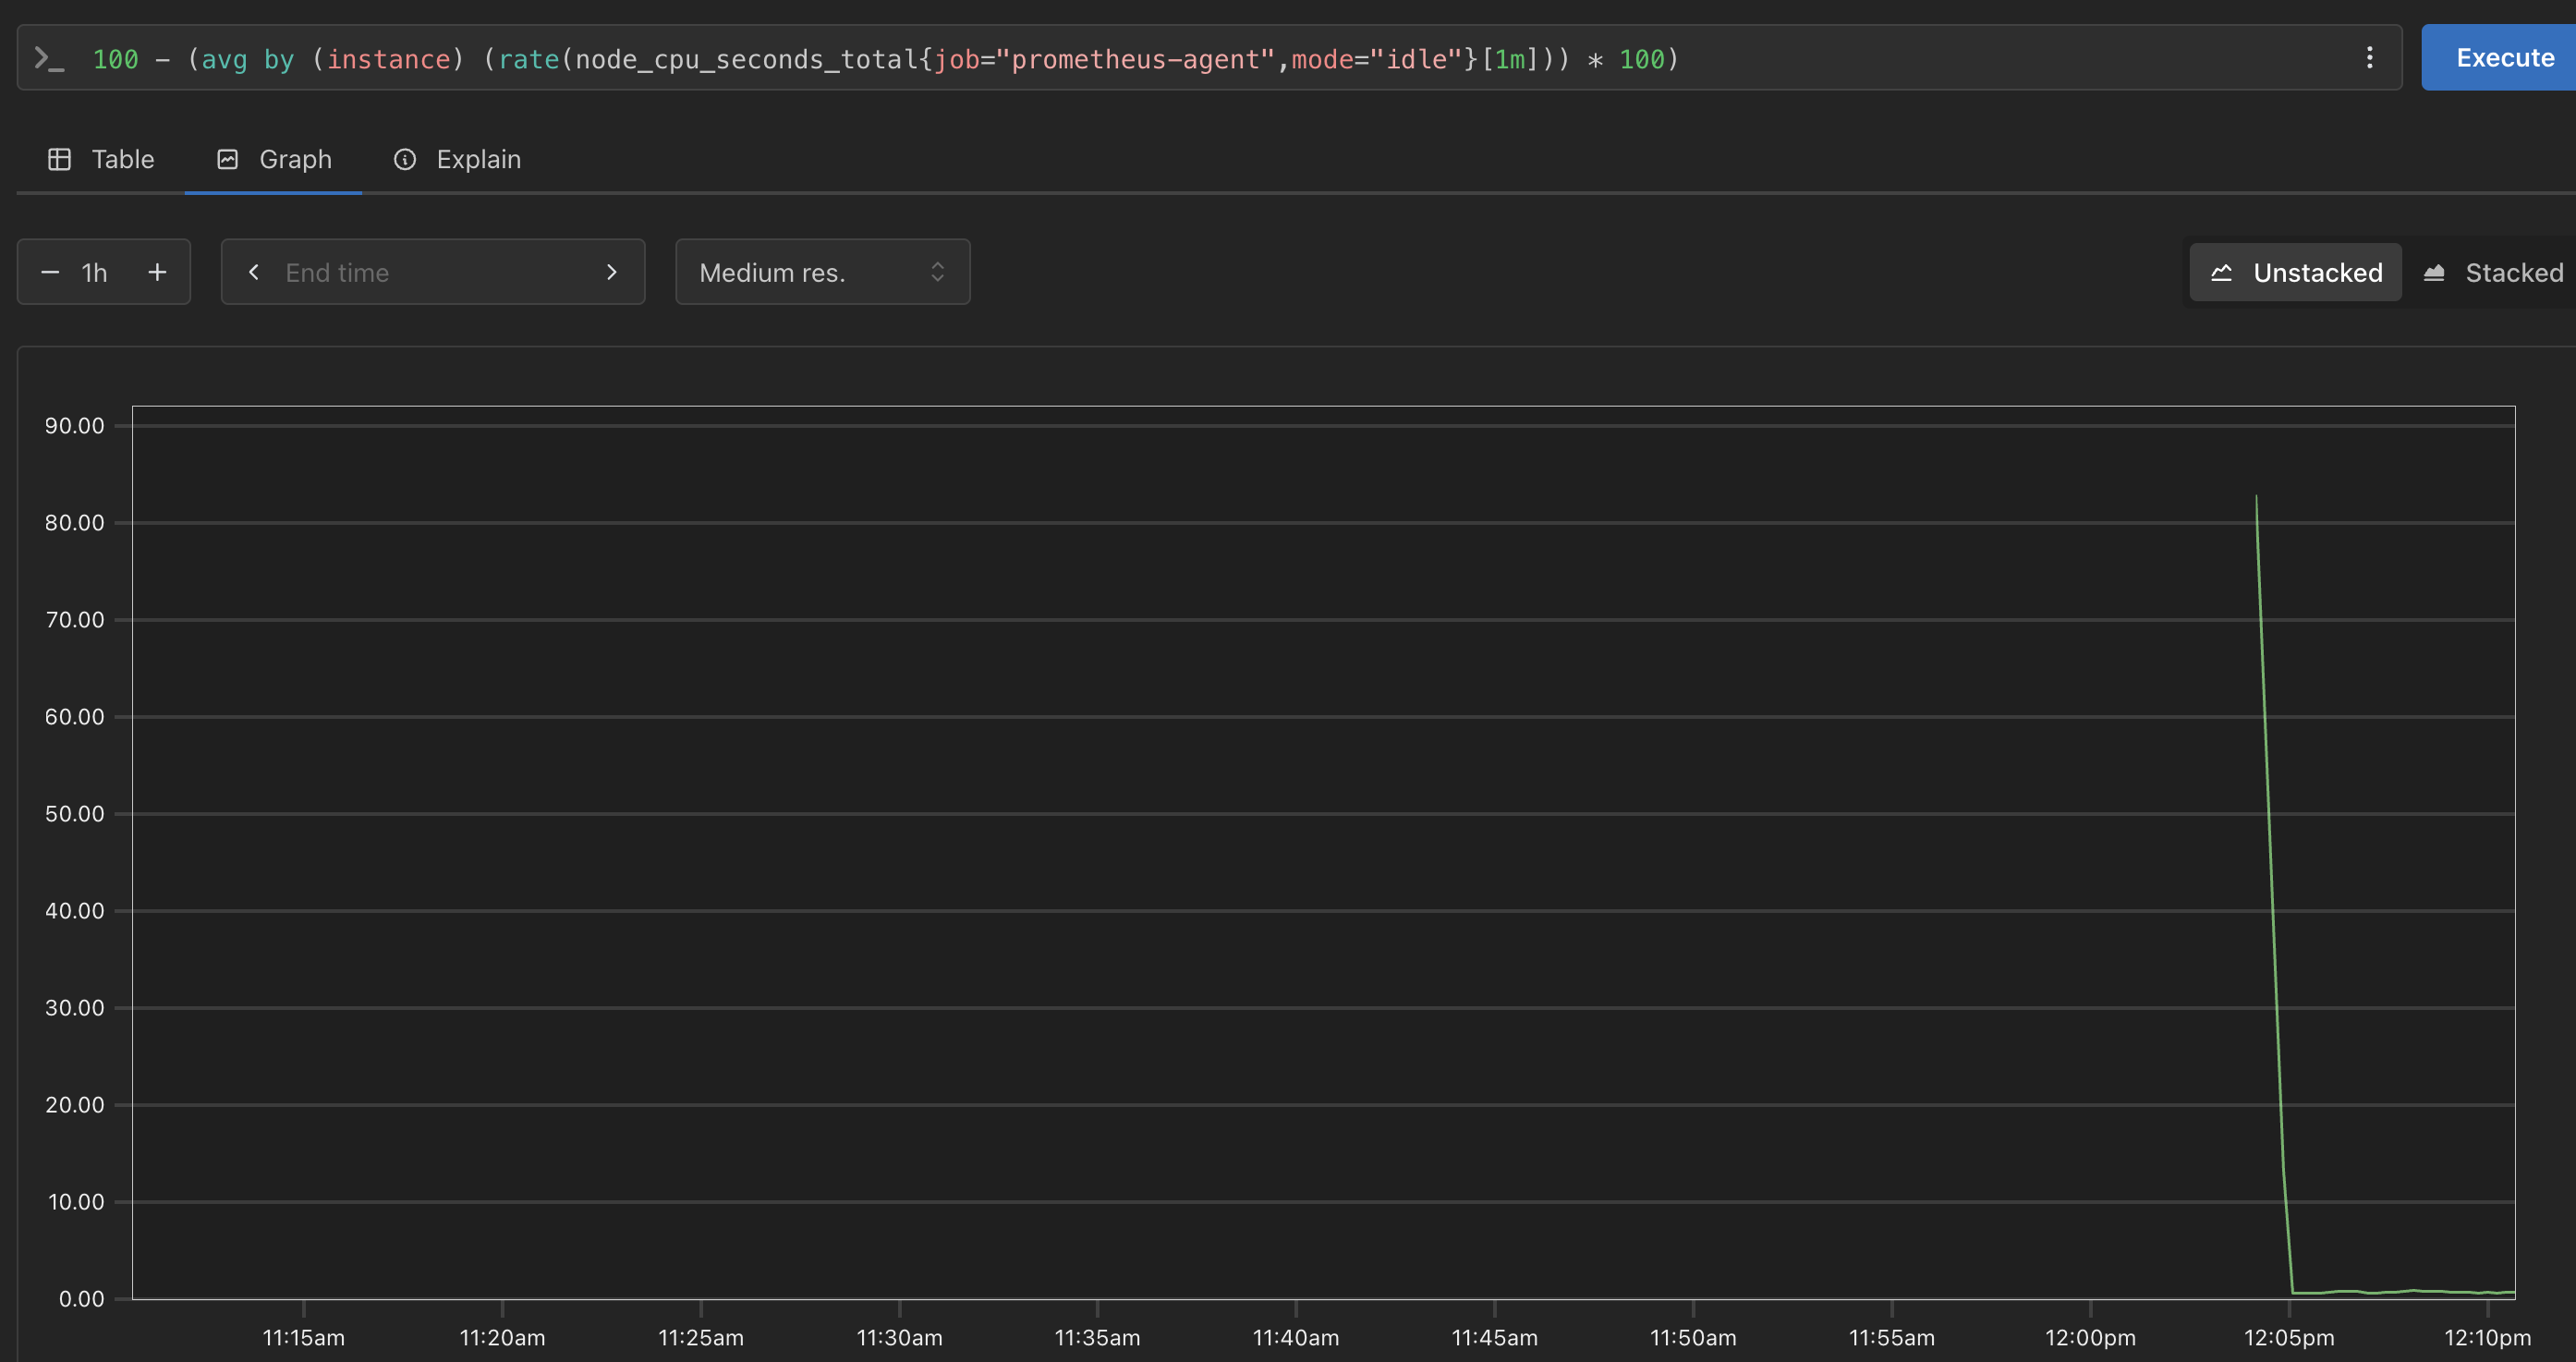 100 - (avg by (instance) (rate(node_cpu_seconds_total{job="prometheus-agent",mode="idle"}[1m])) * 100)
Execute
Table Graph Explain
1h End time Medium res. Unstacked Stacked
90.00
80.00
70.00
60.00
50.00
40.00
30.00
20.00
10.00
0.00
11:15am 11:20am 11:25am 11:30am 11:35am 11:40am 11:45am 11:50am 11:55am 12:00pm 12:05pm 12:10pm